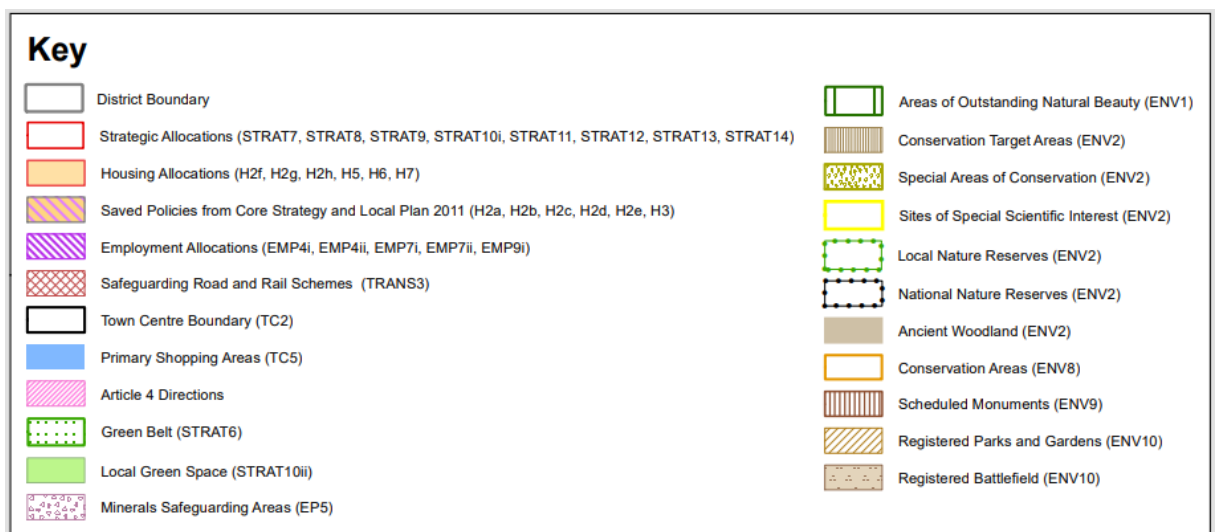 Key
District Boundary
Strategic Allocations (STRAT7, STRAT8, STRAT9, STRAT10i, STRAT11, STRAT12, STRAT13, STRAT14)
Housing Allocations (H2f, H2g, H2h, H5, H6, H7)
Saved Policies from Core Strategy and Local Plan 2011 (H2a, H2b, H2c, H2d, H2e, H3)
Employment Allocations (EMP4i, EMP4ii, EMP7i, EMP7ii, EMP9i)
Safeguarding Road and Rail Schemes (TRANS3)
Town Centre Boundary (TC2)
Primary Shopping Areas (TC5)
Article 4 Directions
Green Belt (STRAT6)
Local Green Space (STRAT10ii)
Minerals Safeguarding Areas (EP5)
Areas of Outstanding Natural Beauty (ENV1)
Conservation Target Areas (ENV2)
Special Areas of Conservation (ENV2)
Sites of Special Scientific Interest (ENV2)
Local Nature Reserves (ENV2)
National Nature Reserves (ENV2)
Ancient Woodland (ENV2)
Conservation Areas (ENV8)
Scheduled Monuments (ENV9)
Registered Parks and Gardens (ENV10)
Registered Battlefield (ENV10)